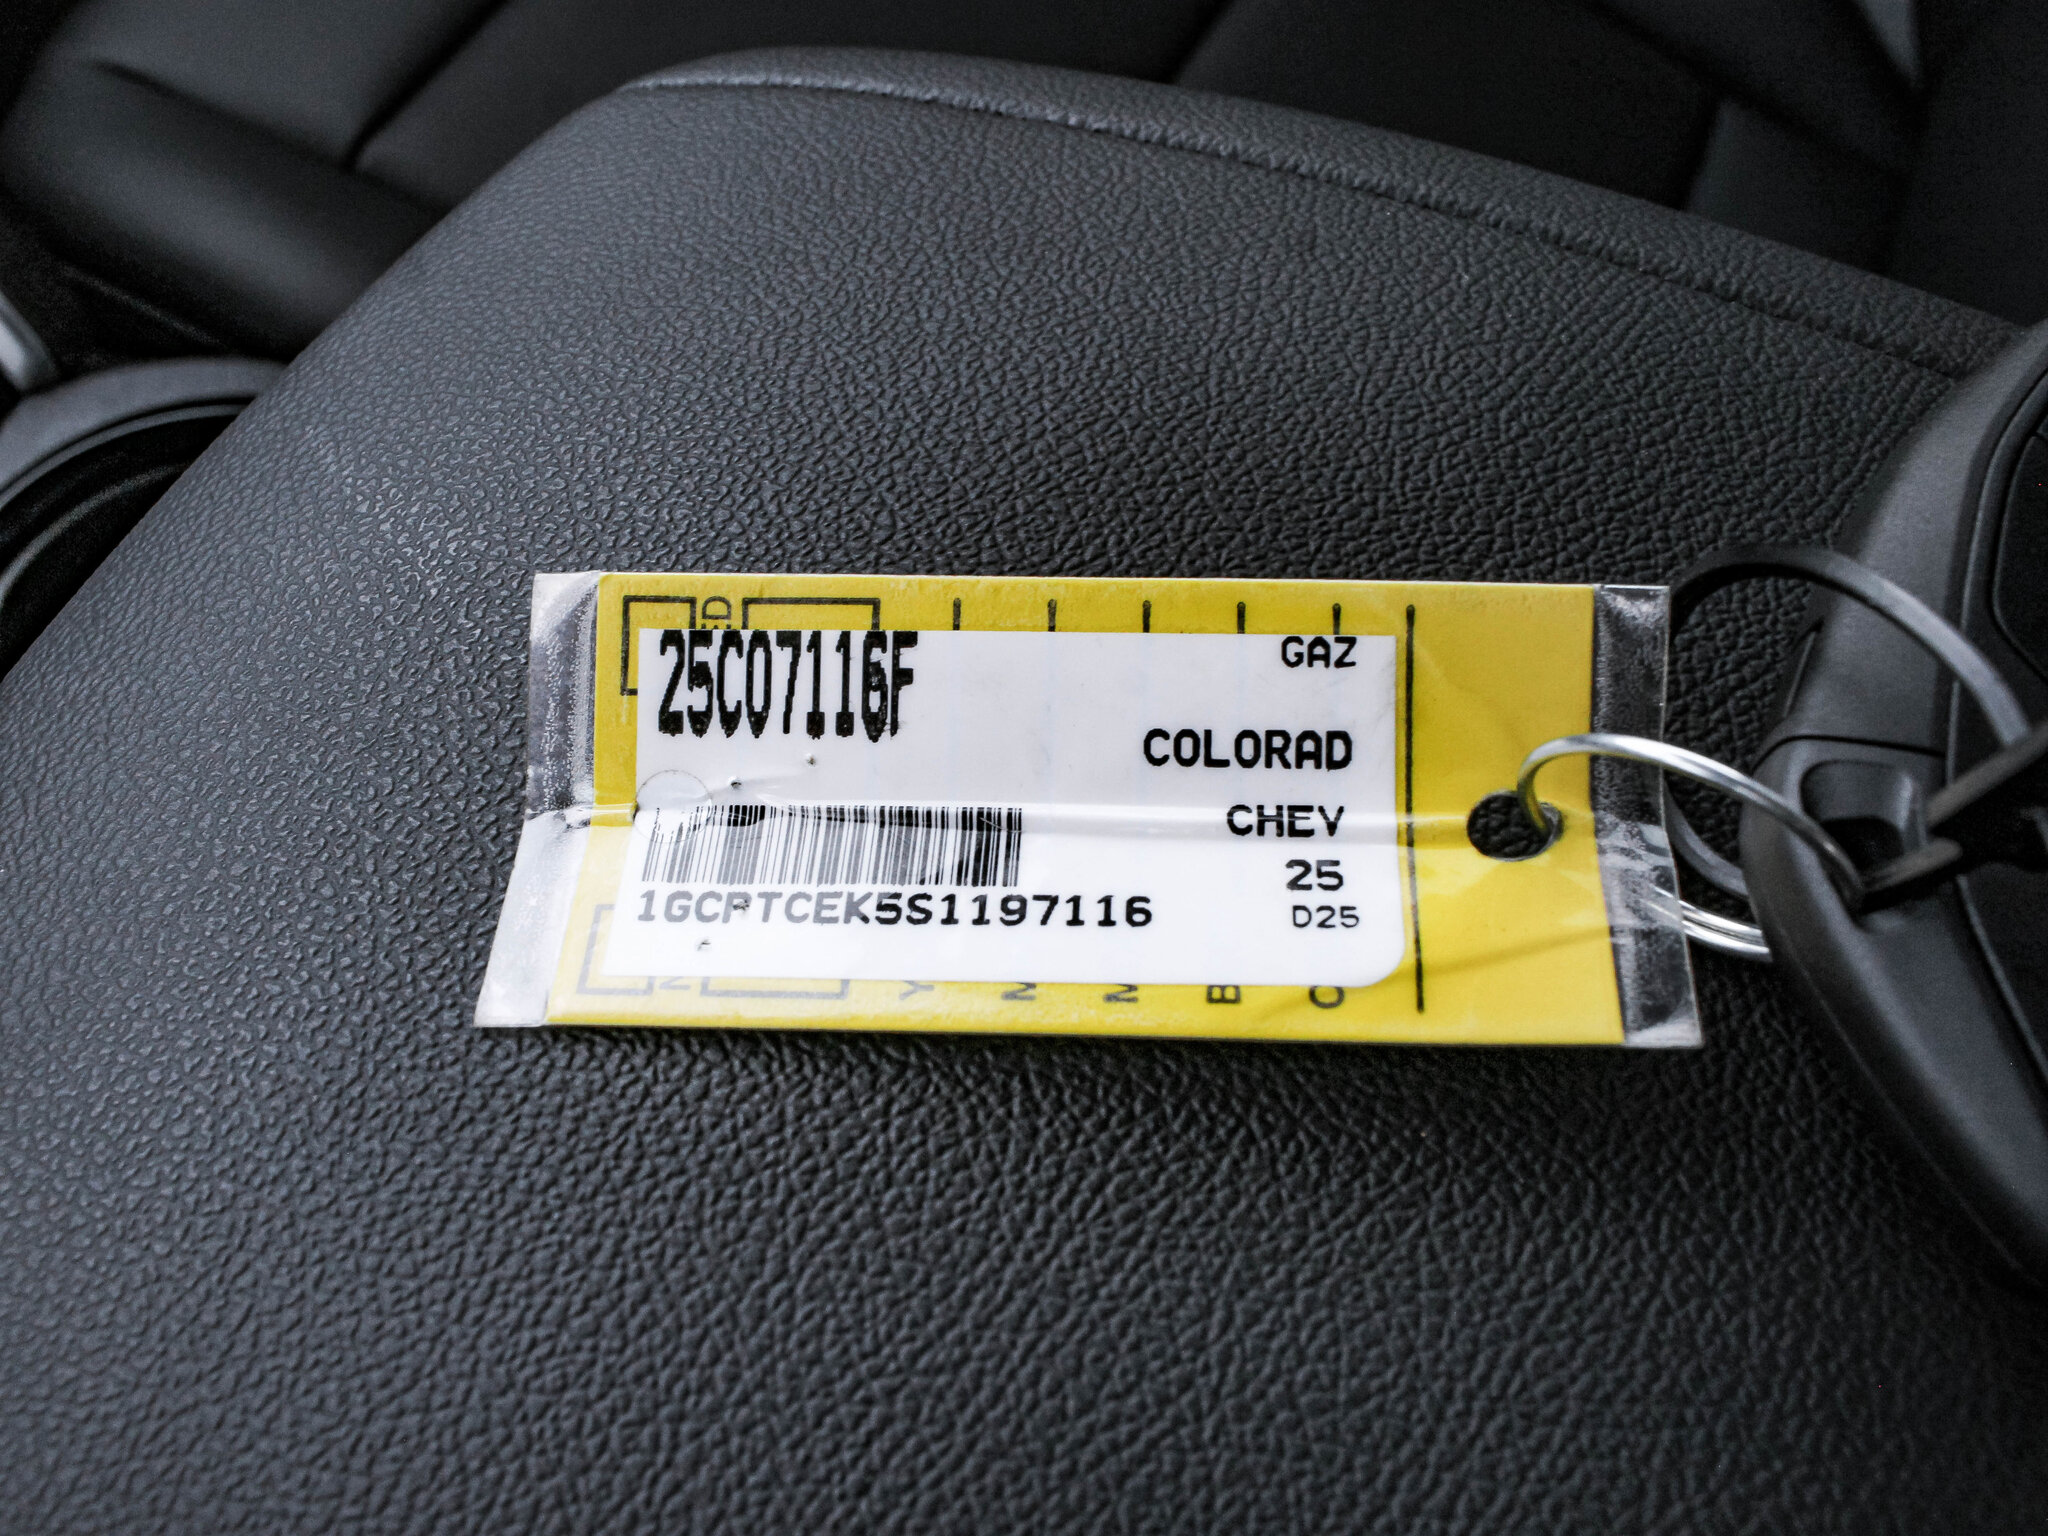 25C07116F
GAZ
COLORAD
CHEV
25
1GCPTCEK5S1197116
D25